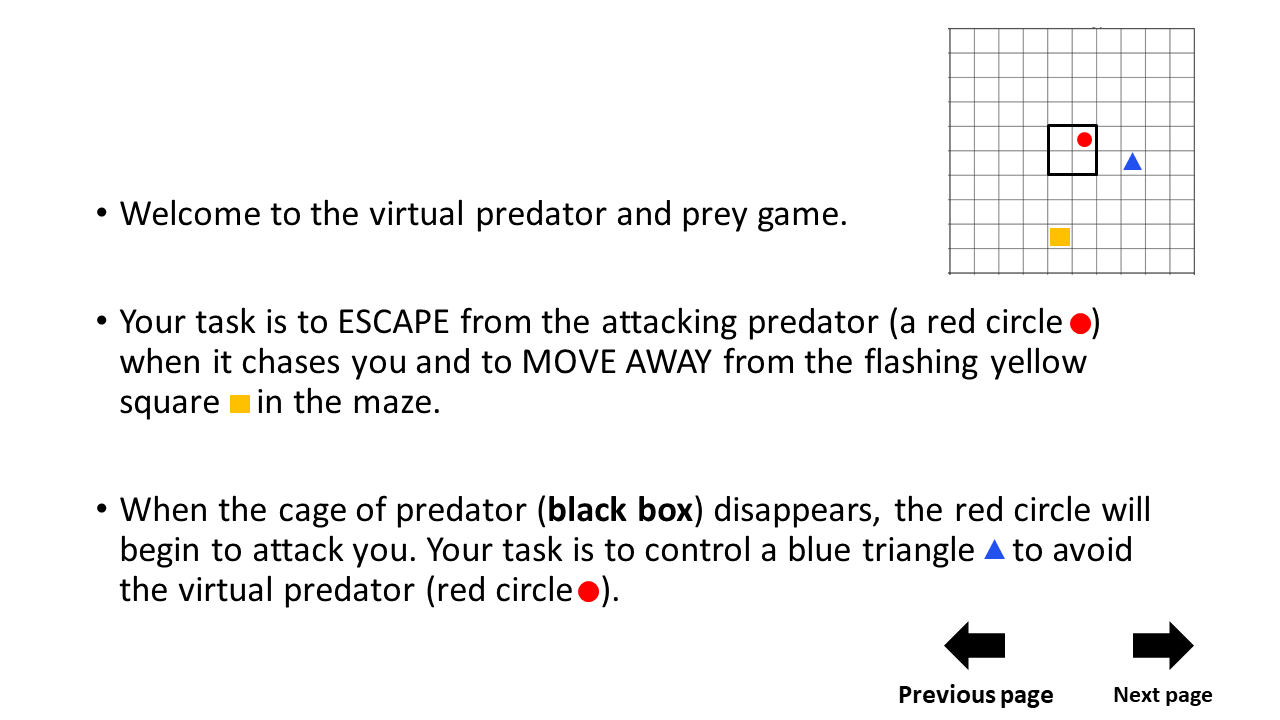 • Welcome to the virtual predator and prey game.
• Your task is to ESCAPE from the attacking predator (a red circle ●)
when it chases you and to MOVE AWAY from the flashing yellow
square ■ in the maze.
• When the cage of predator (black box) disappears, the red circle will
begin to attack you. Your task is to control a blue triangle ▲ to avoid
the virtual predator (red circle ●).
Previous page
Next page